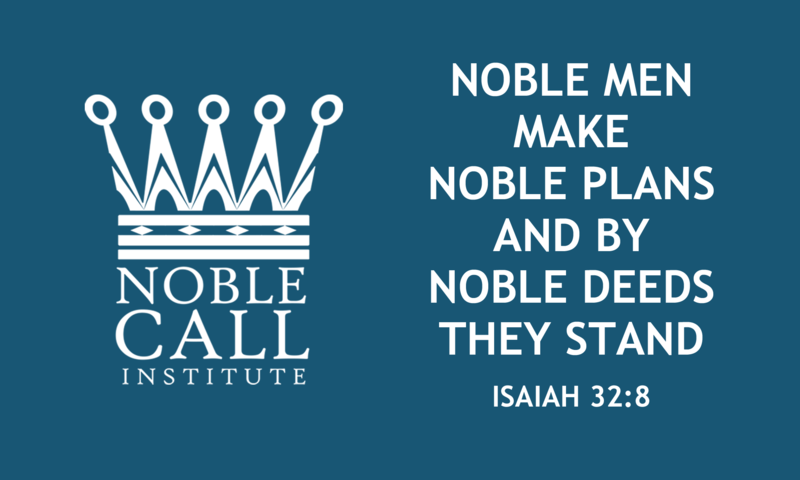 NOBLE
CALL
INSTITUTE
NOBLE MEN
MAKE
NOBLE PLANS
AND BY
NOBLE DEEDS
THEY STAND
ISAIAH 32:8